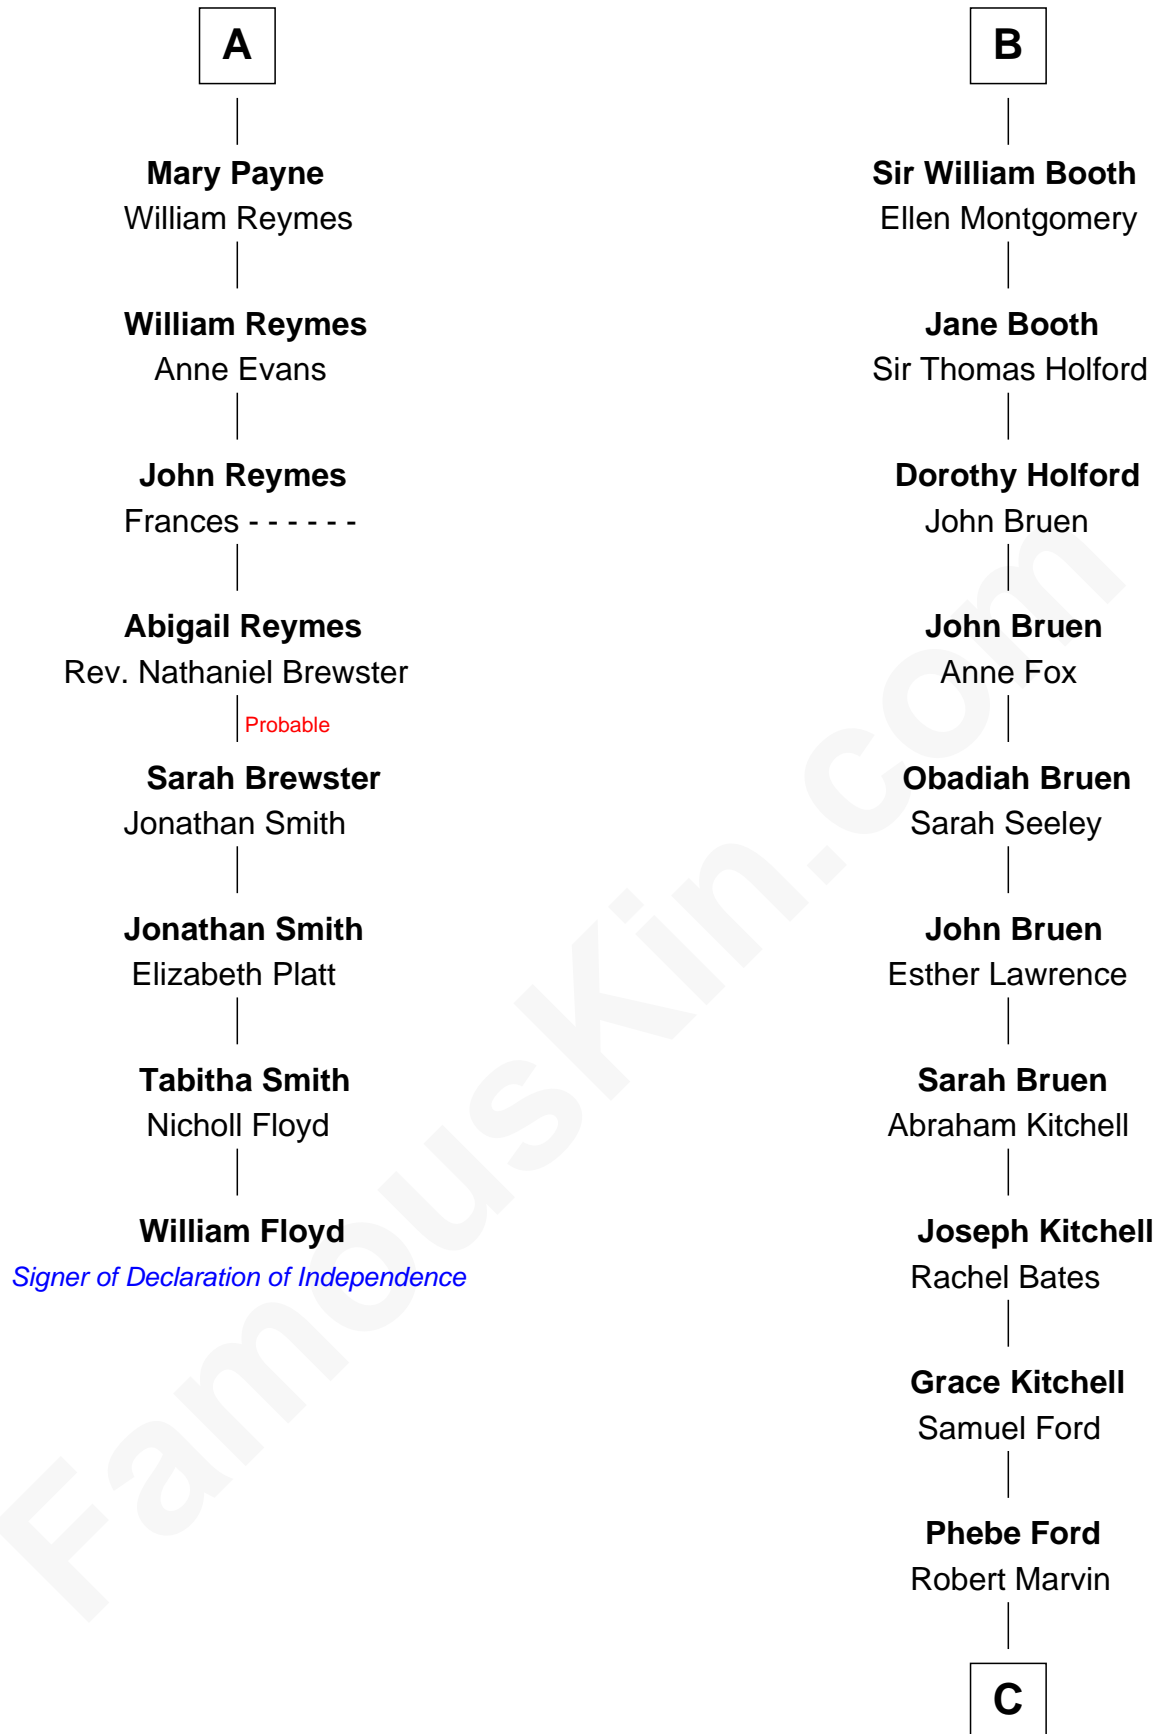 A
Mary Payne
William Reymes
William Reymes
Anne Evans
John Reymes
Frances - - - - - -
Abigail Reymes
Rev. Nathaniel Brewster
Probable
Sarah Brewster
Jonathan Smith
Jonathan Smith
Elizabeth Platt
Tabitha Smith
Nicholl Floyd
William Floyd
Signer of Declaration of Independence
B
Sir William Booth
Ellen Montgomery
Jane Booth
Sir Thomas Holford
Dorothy Holford
John Bruen
John Bruen
Anne Fox
Obadiah Bruen
Sarah Seeley
John Bruen
Esther Lawrence
Sarah Bruen
Abraham Kitchell
Joseph Kitchell
Rachel Bates
Grace Kitchell
Samuel Ford
Phebe Ford
Robert Marvin
C
FamousKin.com